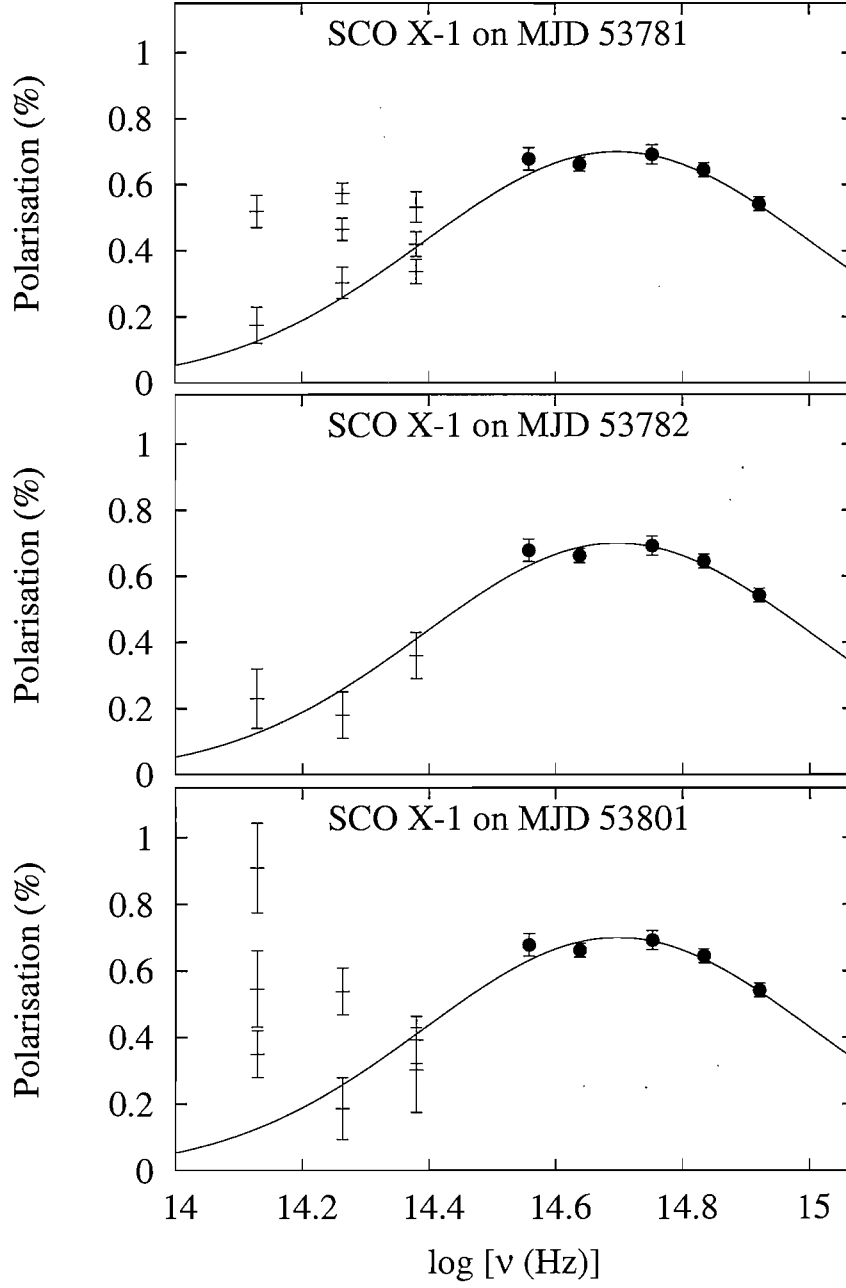 SCO X-1 on MJD 53781
Polarisation (%)
1
0.8
0.6
0.4
0.2
0
SCO X-1 on MJD 53782
Polarisation (%)
1
0.8
0.6
0.4
0.2
0
SCO X-1 on MJD 53801
Polarisation (%)
1
0.8
0.6
0.4
0.2
0
14 14.2 14.4 14.6 14.8 15
log [ν (Hz)]